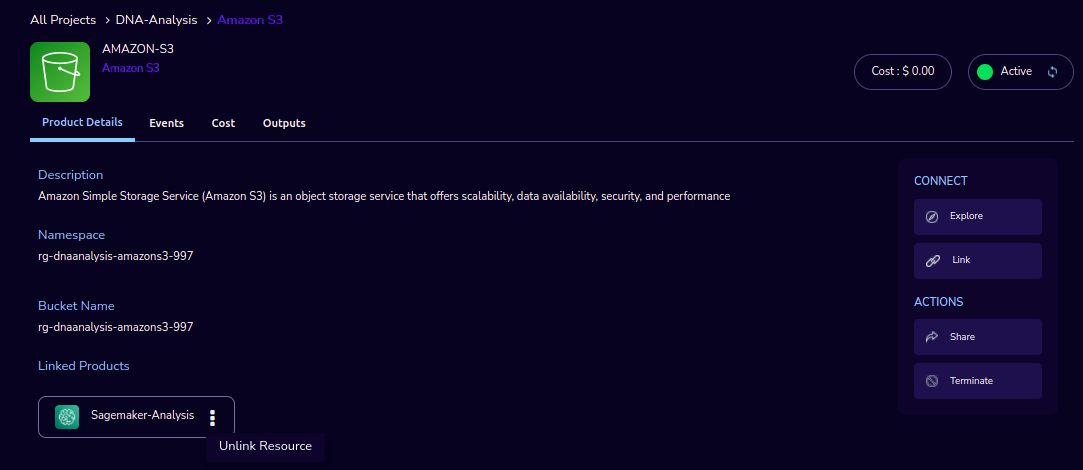 All Projects > DNA-Analysis > Amazon S3
AMAZON-S3
Amazon S3
Cost : $ 0.00
Active
Product Details
Events
Cost
Outputs
Description
Amazon Simple Storage Service (Amazon S3) is an object storage service that offers scalability, data availability, security, and performance
Namespace
rg-dnaanalysis-amazons3-997
Bucket Name
rg-dnaanalysis-amazons3-997
Linked Products
Sagemaker-Analysis
Unlink Resource
CONNECT
Explore
Link
ACTIONS
Share
Terminate